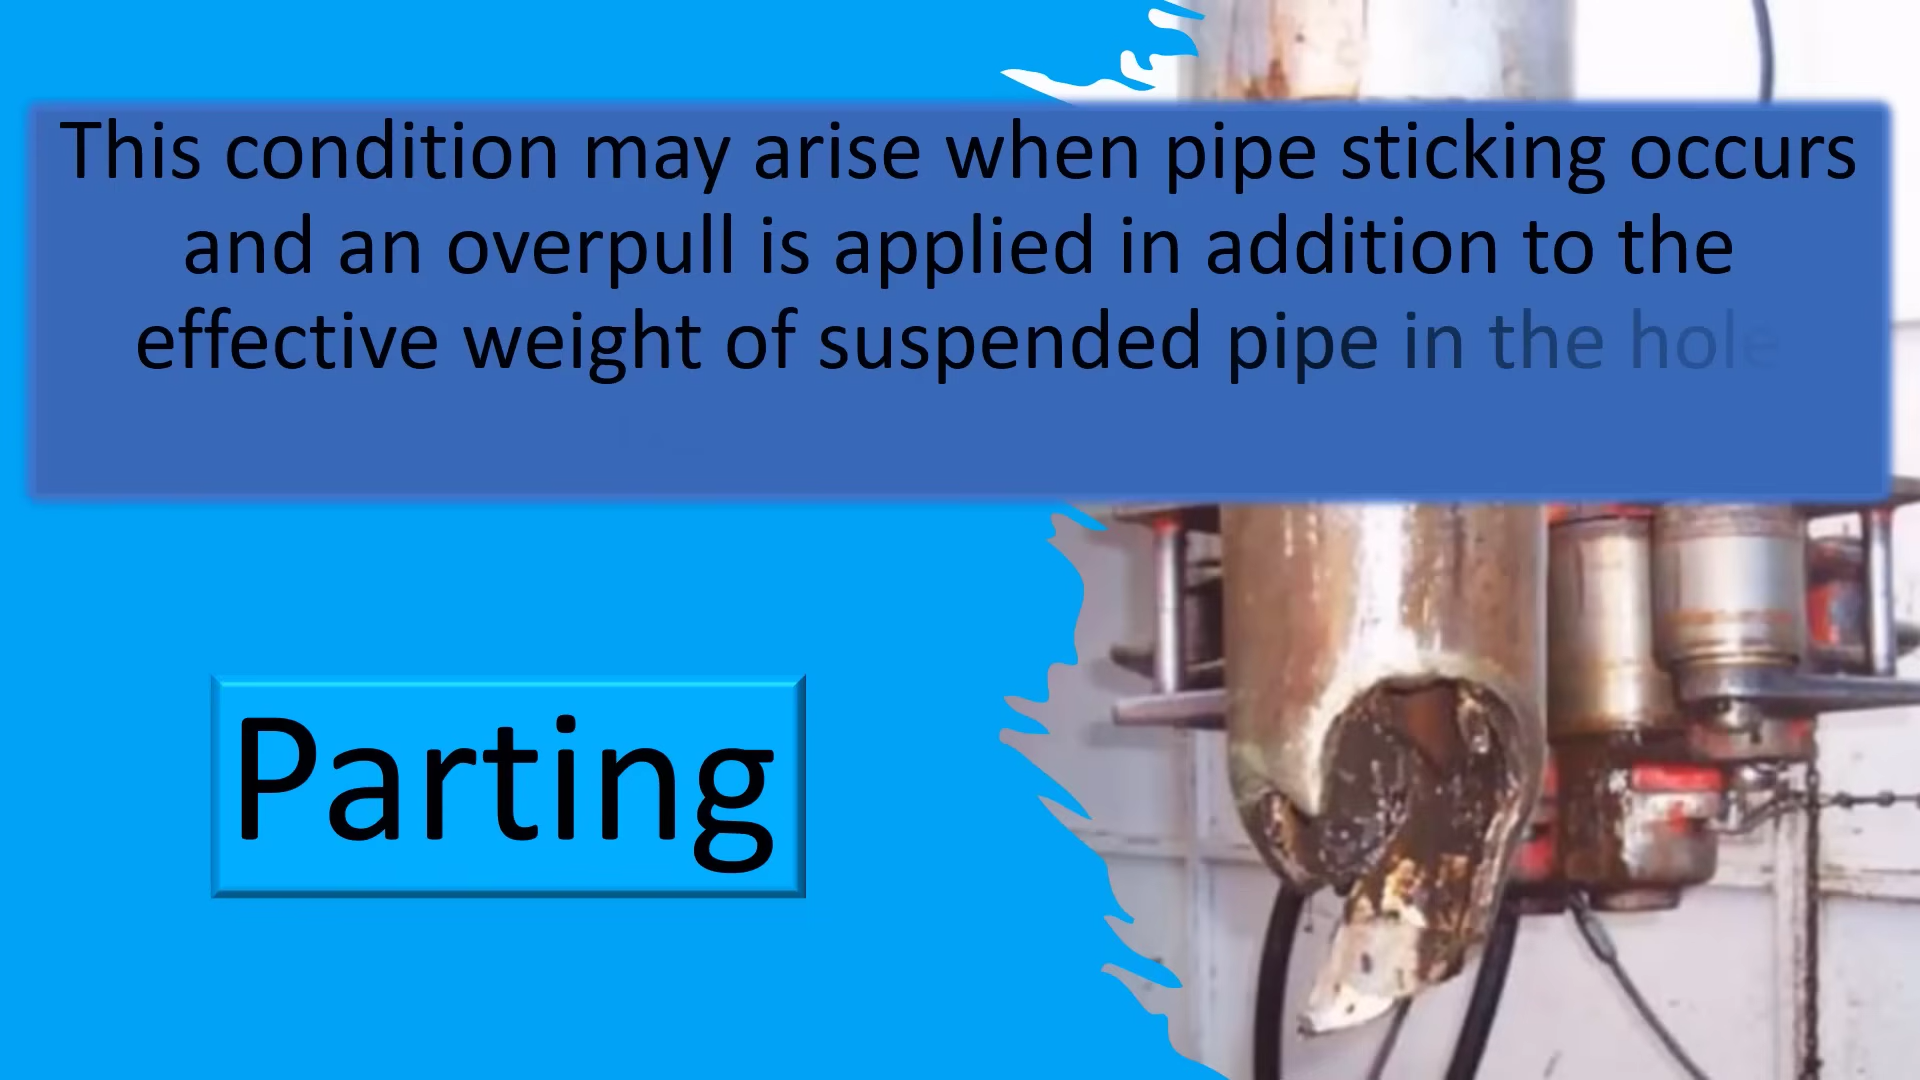 This condition may arise when pipe sticking occurs
and an overpull is applied in addition to the
effective weight of suspended pipe in the hole
Parting